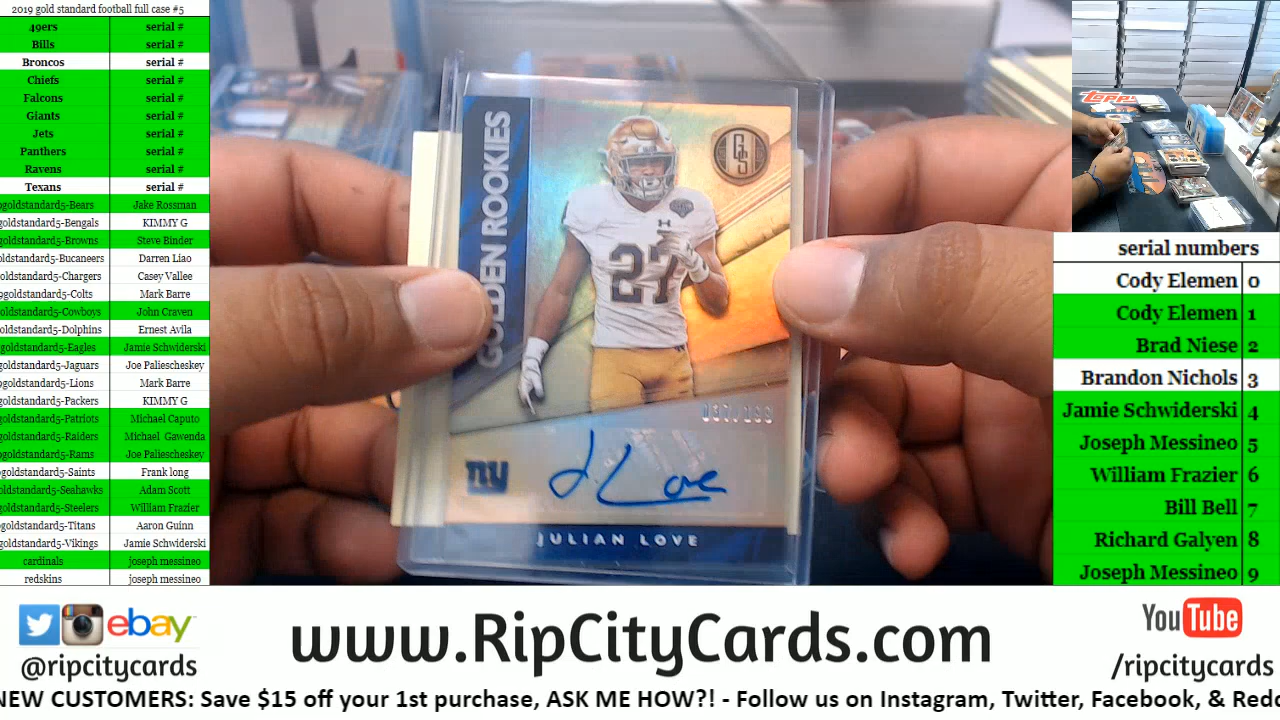 2019 gold standard football full case #5
49ers serial #
Bills serial #
Broncos serial #
Chiefs serial #
Falcons serial #
Giants serial #
Jets serial #
Panthers serial #
Ravens serial #
Texans serial #
goldstandard5-Bears Jake Rossman
goldstandard5-Bengals KIMMY G
goldstandard5-Browns Steve Binder
goldstandard5-Bucaneers Darren Liao
goldstandard5-Chargers Casey Vallee
goldstandard5-Colts Mark Barre
goldstandard5-Cowboys John Craven
goldstandard5-Dolphins Ernest Avila
goldstandard5-Eagles Jamie Schwiderski
goldstandard5-Jaguars Joe Paliescheskey
goldstandard5-Lions Mark Barre
goldstandard5-Packers KIMMY G
goldstandard5-Patriots Michael Caputo
goldstandard5-Raiders Michael Gawenda
goldstandard5-Rams Joe Paliescheskey
goldstandard5-Saints Frank long
goldstandard5-Seahawks Adam Scott
goldstandard5-Steelers William Frazier
goldstandard5-Titans Aaron Guinn
goldstandard5-Vikings Jamie Schwiderski
cardinals joseph messineo
redskins joseph messineo
GOLDEN ROOKIES
GS
27
ny
J Love
JULIAN LOVE
TOPPS
serial numbers
Cody Elemen 0
Cody Elemen 1
Brad Niese 2
Brandon Nichols 3
Jamie Schwiderski 4
Joseph Messineo 5
William Frazier 6
Bill Bell 7
Richard Galyen 8
Joseph Messineo 9
ebay
@ripcitycards
www.RipCityCards.com
YouTube
/ripcitycards
NEW CUSTOMERS: Save $15 off your 1st purchase, ASK ME HOW?! - Follow us on Instagram, Twitter, Facebook, & Redd